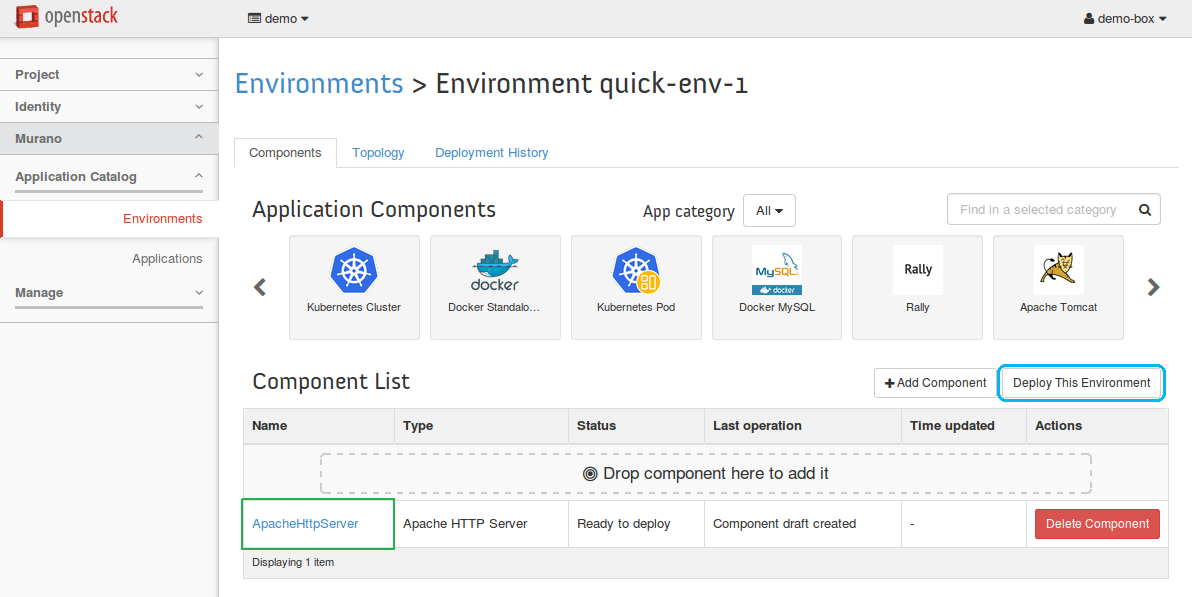 openstack
demo
demo-box
Project
Identity
Murano
Application Catalog
Environments
Applications
Manage
Environments > Environment quick-env-1
Components
Topology
Deployment History
Application Components
App category
All
Find in a selected category
Kubernetes Cluster
docker
Docker Standalo...
Kubernetes Pod
MySQL
docker
Docker MySQL
Rally
Rally
Apache Tomcat
Component List
Add Component
Deploy This Environment
Name Type Status Last operation Time updated Actions
Drop component here to add it
ApacheHttpServer Apache HTTP Server Ready to deploy Component draft created - Delete Component
Displaying 1 item